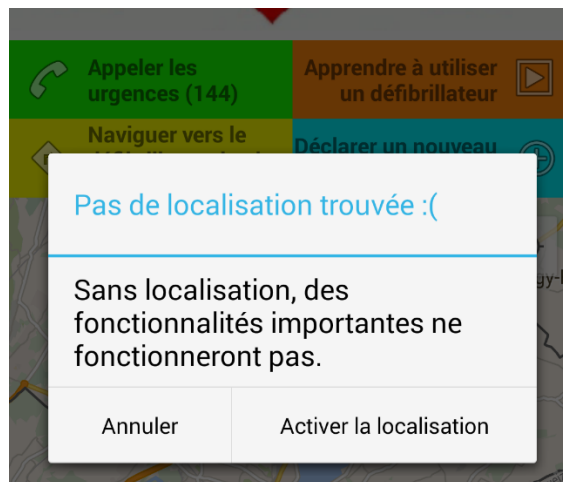 Appeler les
urgences (144)
Apprendre à utiliser
un défibrillateur
Naviguer vers le
Déclarer un nouveau
Pas de localisation trouvée :(
Sans localisation, des
fonctionnalités importantes ne
fonctionneront pas.
Annuler
Activer la localisation